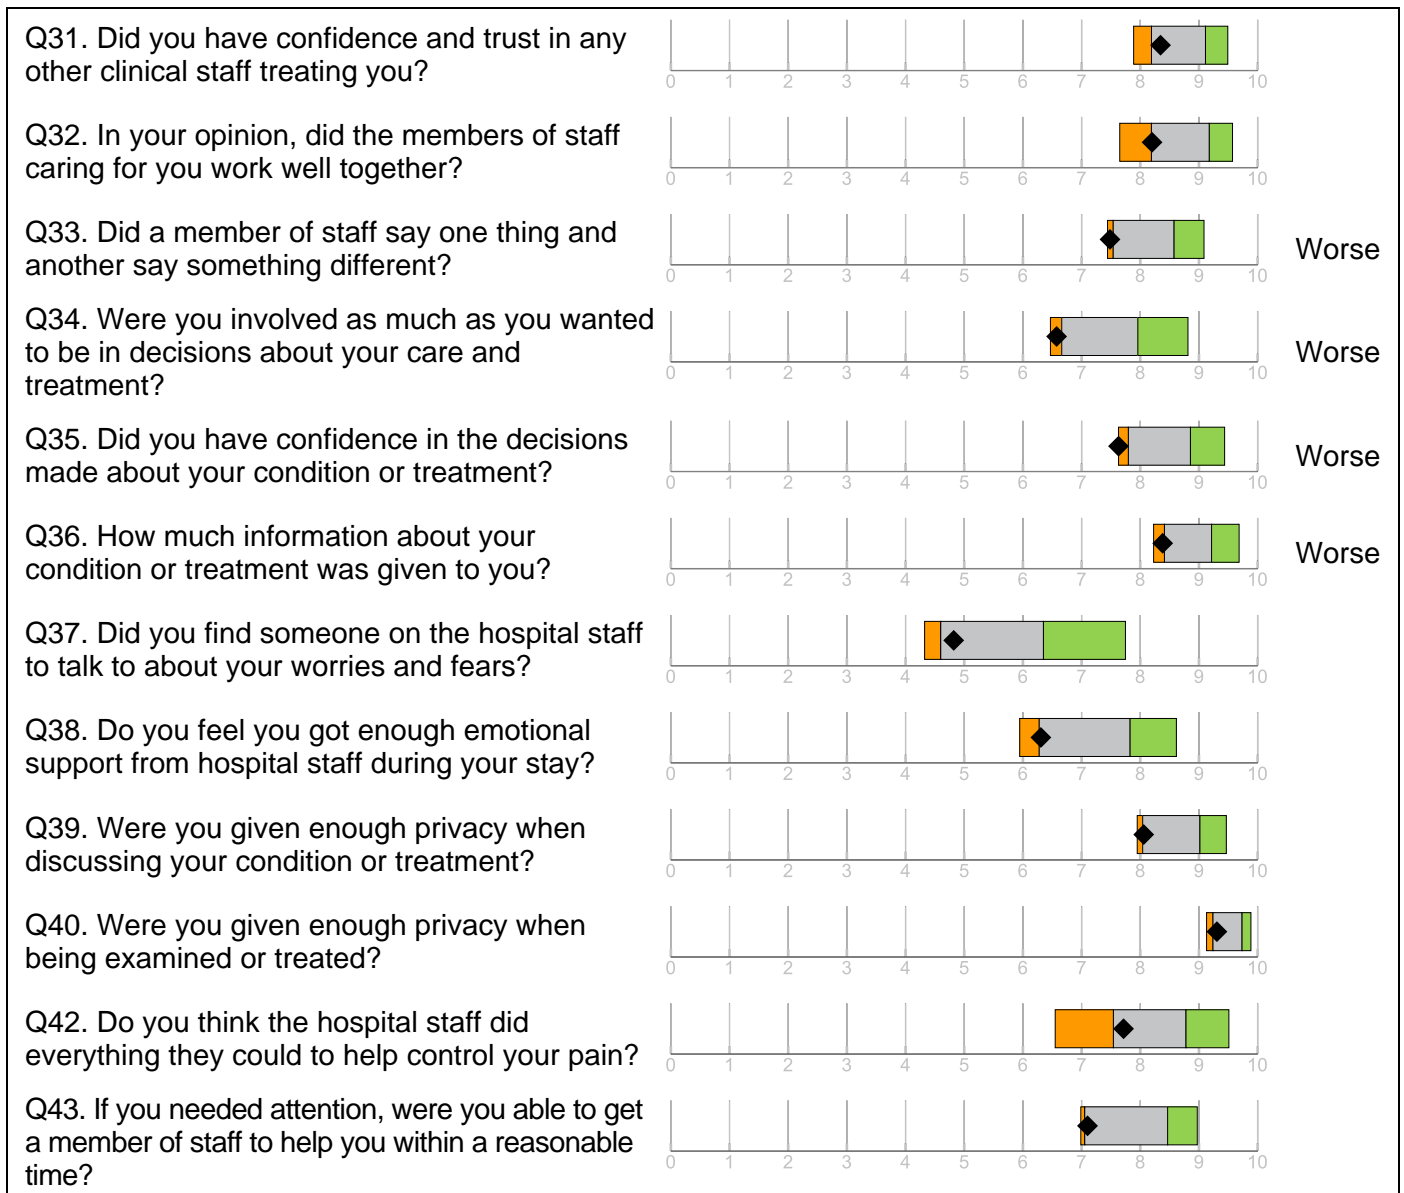 Q31. Did you have confidence and trust in any
other clinical staff treating you?
0 1 2 3 4 5 6 7 8 9 10
Q32. In your opinion, did the members of staff
caring for you work well together?
0 1 2 3 4 5 6 7 8 9 10
Q33. Did a member of staff say one thing and
another say something different?
Worse
0 1 2 3 4 5 6 7 8 9 10
Q34. Were you involved as much as you wanted
to be in decisions about your care and
treatment?
Worse
0 1 2 3 4 5 6 7 8 9 10
Q35. Did you have confidence in the decisions
made about your condition or treatment?
Worse
0 1 2 3 4 5 6 7 8 9 10
Q36. How much information about your
condition or treatment was given to you?
Worse
0 1 2 3 4 5 6 7 8 9 10
Q37. Did you find someone on the hospital staff
to talk to about your worries and fears?
0 1 2 3 4 5 6 7 8 9 10
Q38. Do you feel you got enough emotional
support from hospital staff during your stay?
0 1 2 3 4 5 6 7 8 9 10
Q39. Were you given enough privacy when
discussing your condition or treatment?
0 1 2 3 4 5 6 7 8 9 10
Q40. Were you given enough privacy when
being examined or treated?
0 1 2 3 4 5 6 7 8 9 10
Q42. Do you think the hospital staff did
everything they could to help control your pain?
0 1 2 3 4 5 6 7 8 9 10
Q43. If you needed attention, were you able to get
a member of staff to help you within a reasonable
time?
0 1 2 3 4 5 6 7 8 9 10